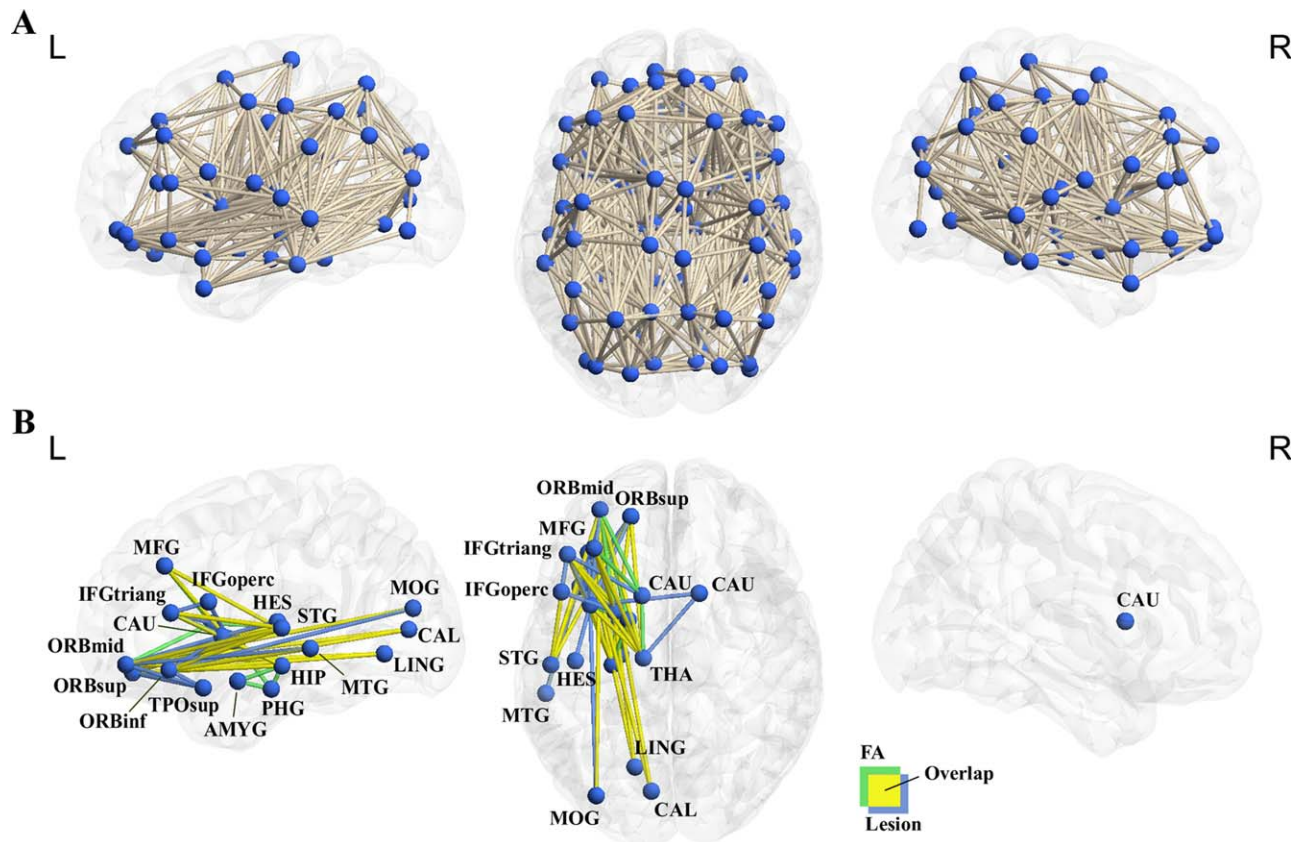 A
L
R
B
L
R
MFG
IFGtriang
IFGoperc
HES
MOG
CAU
STG
ORBmid
CAL
ORBsup
HIP
LING
TPOsup
MTG
ORBinf
PHG
AMYG
ORBmid
ORBsup
MFG
IFGtriang
IFGoperc
CAU
CAU
STG
HES
THA
MTG
LING
MOG
CAL
CAU
FA
Overlap
Lesion